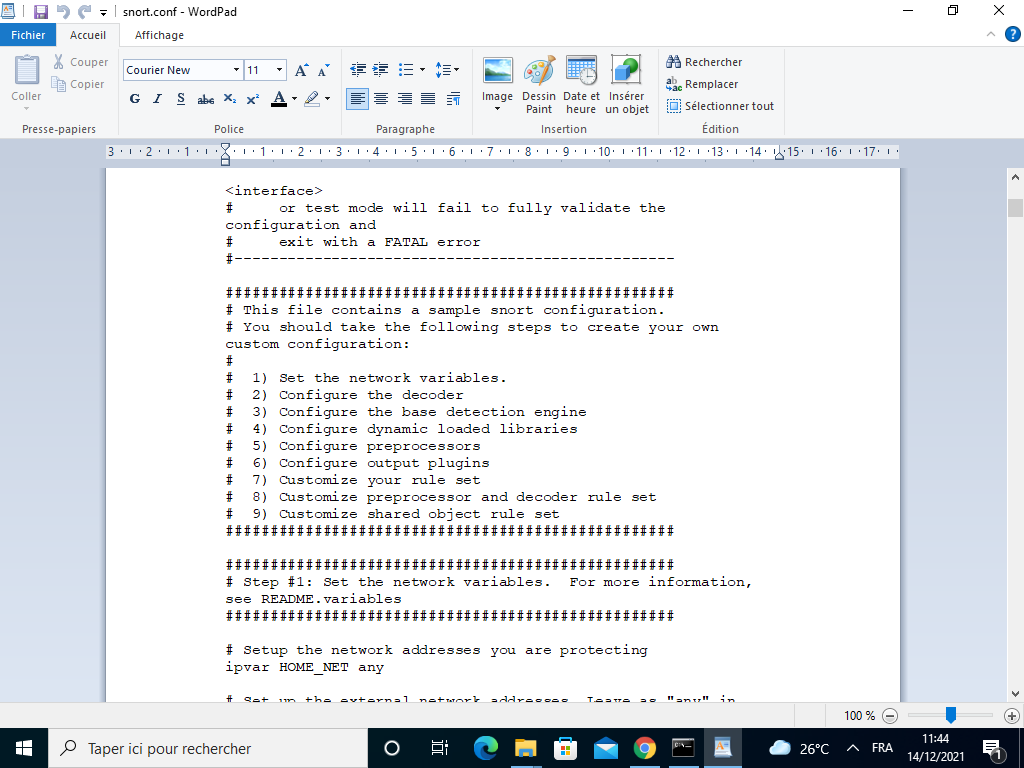 snort.conf - WordPad
Fichier Accueil Affichage
Coller
Couper
Copier
Presse-papiers
Courier New 11
G I S abc X₂ X² A
Police
Paragraphe
Image
Dessin Paint
Date et heure
Insérer un objet
Insertion
Rechercher
Remplacer
Sélectionner tout
Édition
3 2 1 1 2 3 4 5 6 7 8 9 10 11 12 13 14 15 16 17
<interface>
#     or test mode will fail to fully validate the
configuration and
#     exit with a FATAL error
#-------------------------------------------------
###################################################
# This file contains a sample snort configuration.
# You should take the following steps to create your own
custom configuration:
#
#  1) Set the network variables.
#  2) Configure the decoder
#  3) Configure the base detection engine
#  4) Configure dynamic loaded libraries
#  5) Configure preprocessors
#  6) Configure output plugins
#  7) Customize your rule set
#  8) Customize preprocessor and decoder rule set
#  9) Customize shared object rule set
###################################################
###################################################
# Step #1: Set the network variables.  For more information,
see README.variables
###################################################
# Setup the network addresses you are protecting
ipvar HOME_NET any
# Set up the external network addresses. Leave as "any" in
100 %
Taper ici pour rechercher
26°C
FRA
11:44
14/12/2021
1